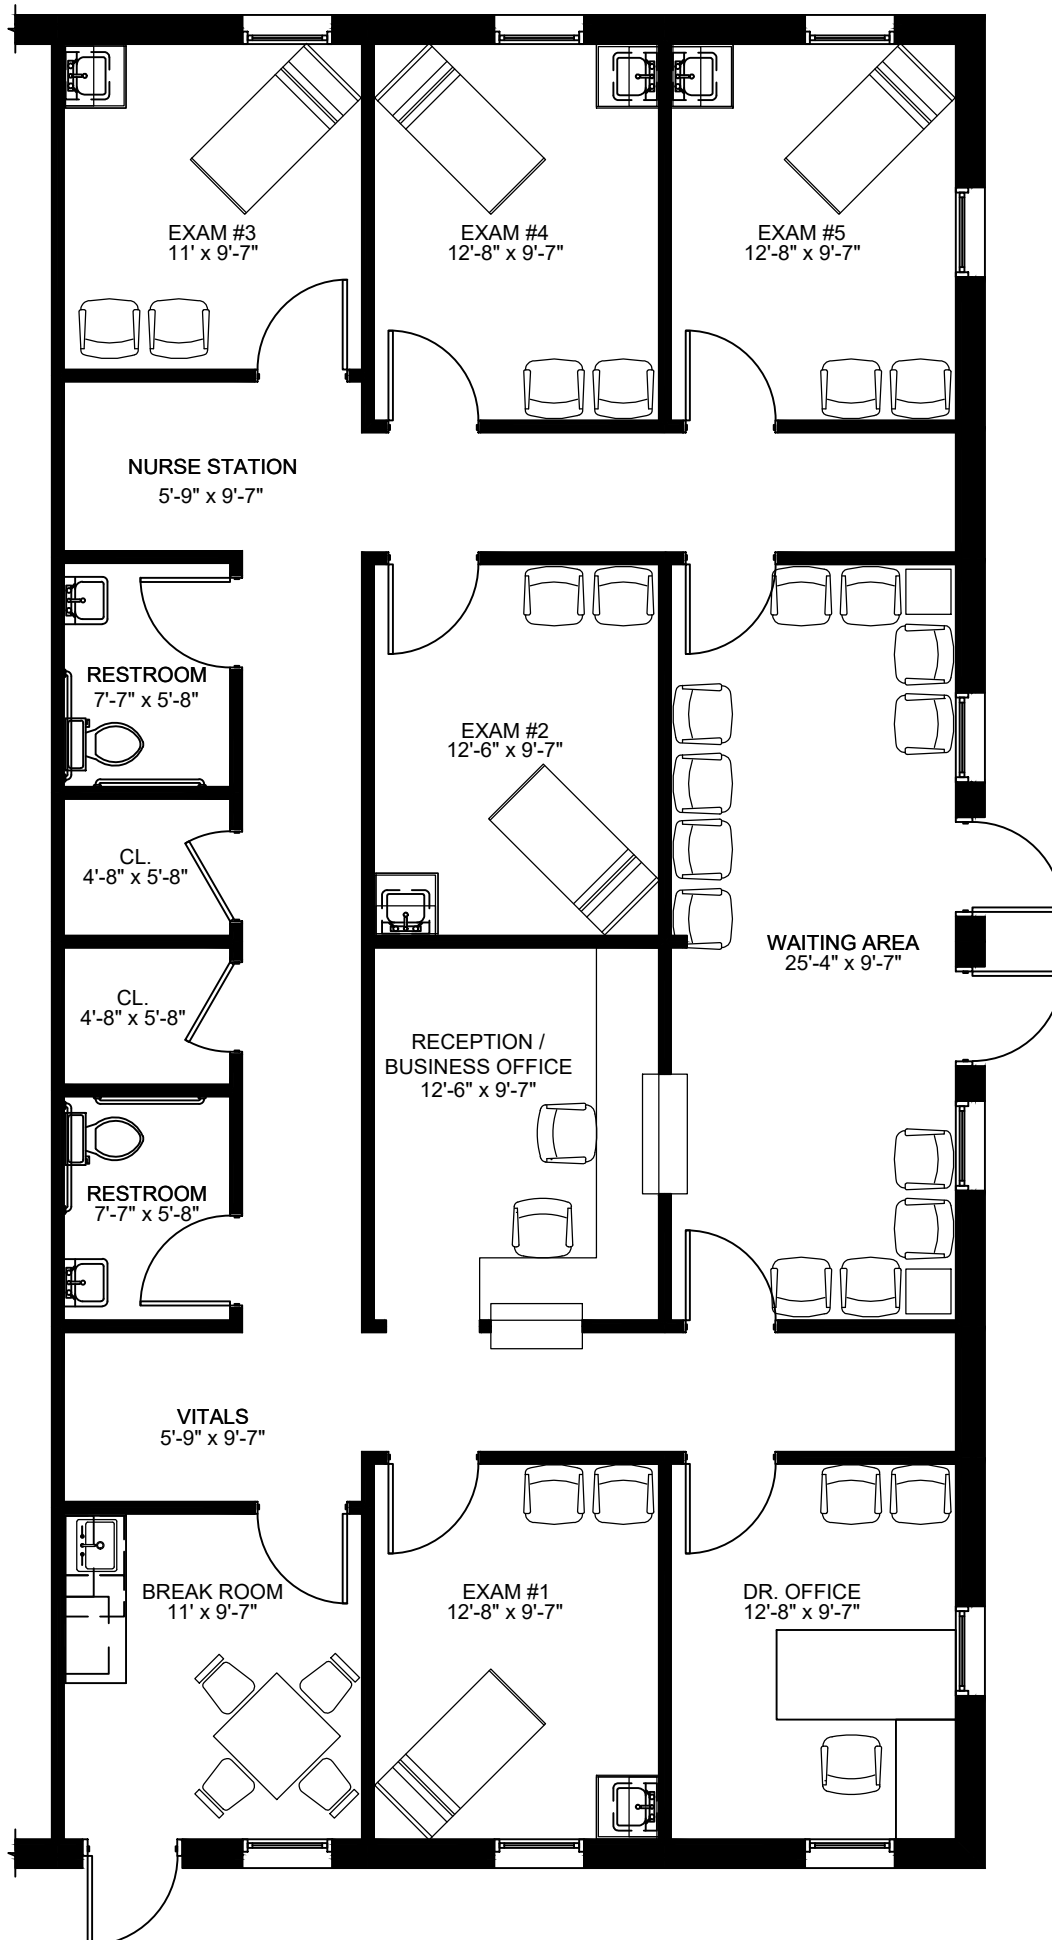 EXAM #3
11' x 9'-7"
EXAM #4
12'-8" x 9'-7"
EXAM #5
12'-8" x 9'-7"
NURSE STATION
5'-9" x 9'-7"
RESTROOM
7'-7" x 5'-8"
EXAM #2
12'-6" x 9'-7"
CL.
4'-8" x 5'-8"
WAITING AREA
25'-4" x 9'-7"
CL.
4'-8" x 5'-8"
RECEPTION /
BUSINESS OFFICE
12'-6" x 9'-7"
RESTROOM
7'-7" x 5'-8"
VITALS
5'-9" x 9'-7"
BREAK ROOM
11' x 9'-7"
EXAM #1
12'-8" x 9'-7"
DR. OFFICE
12'-8" x 9'-7"